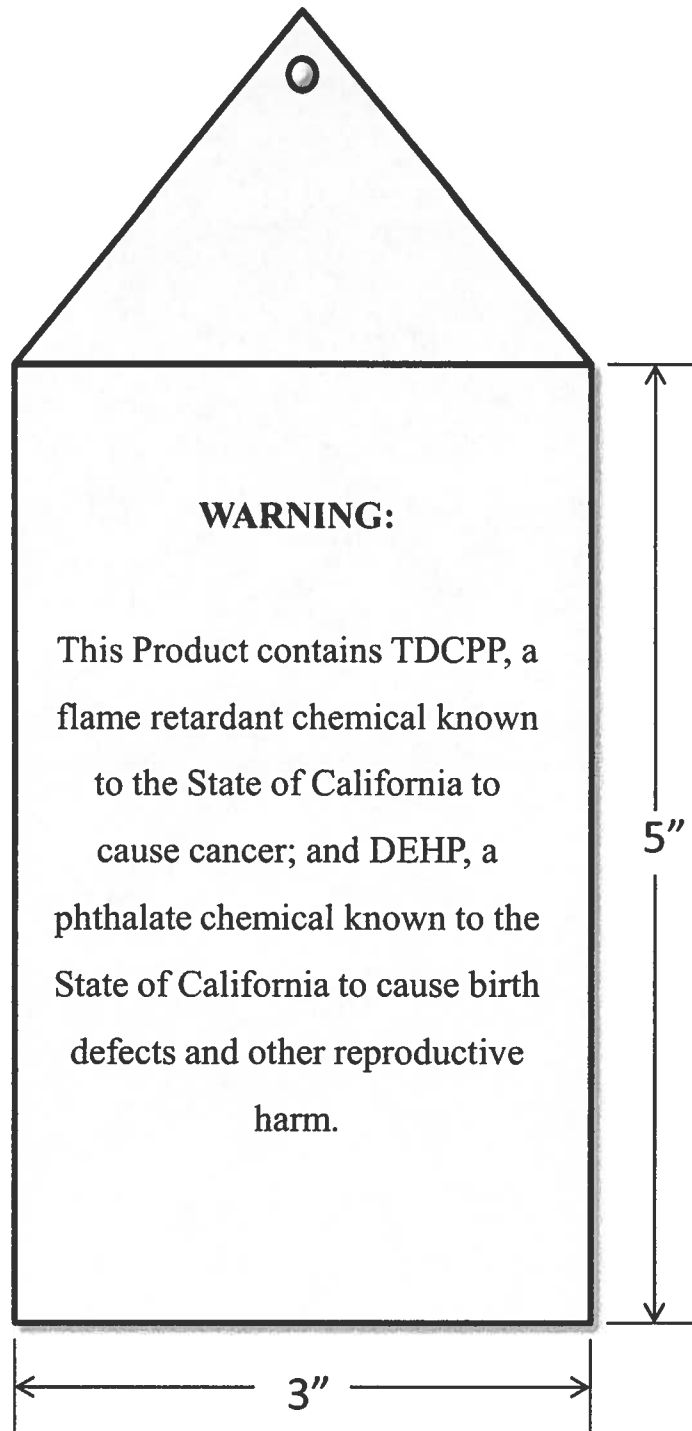 WARNING:
This Product contains TDCPP, a
flame retardant chemical known
to the State of California to
cause cancer; and DEHP, a
phthalate chemical known to the
State of California to cause birth
defects and other reproductive
harm.
5"
3"